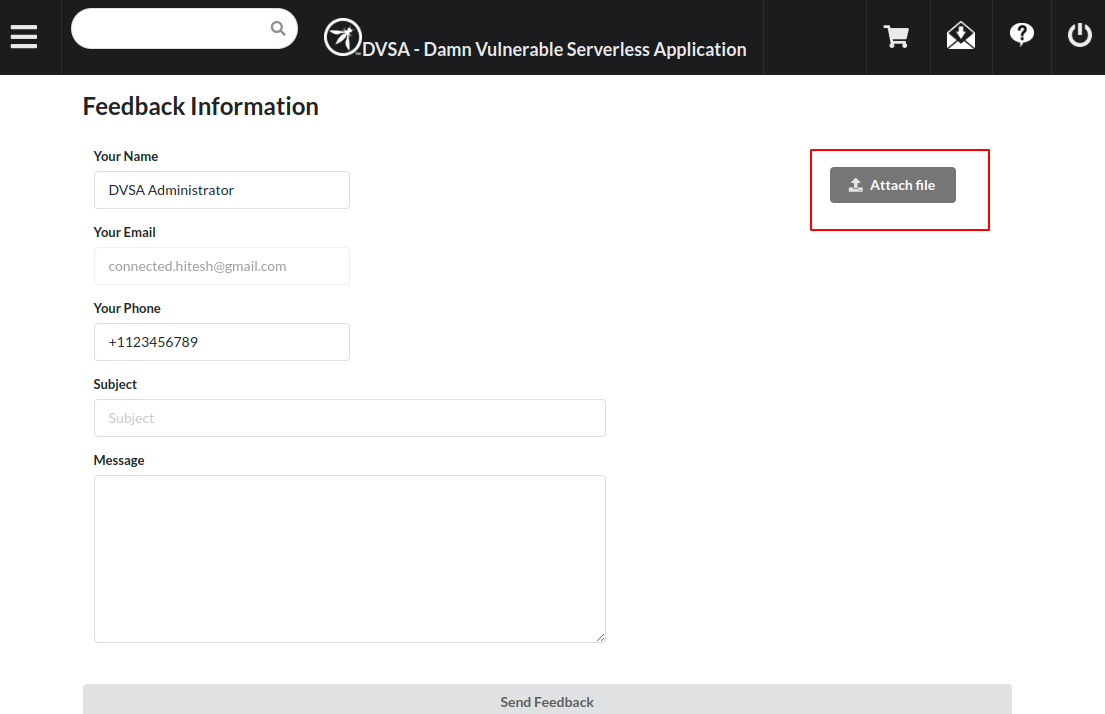 DVSA - Damn Vulnerable Serverless Application
Feedback Information
Your Name
DVSA Administrator
Attach file
Your Email
connected.hitesh@gmail.com
Your Phone
+1123456789
Subject
Subject
Message
Send Feedback